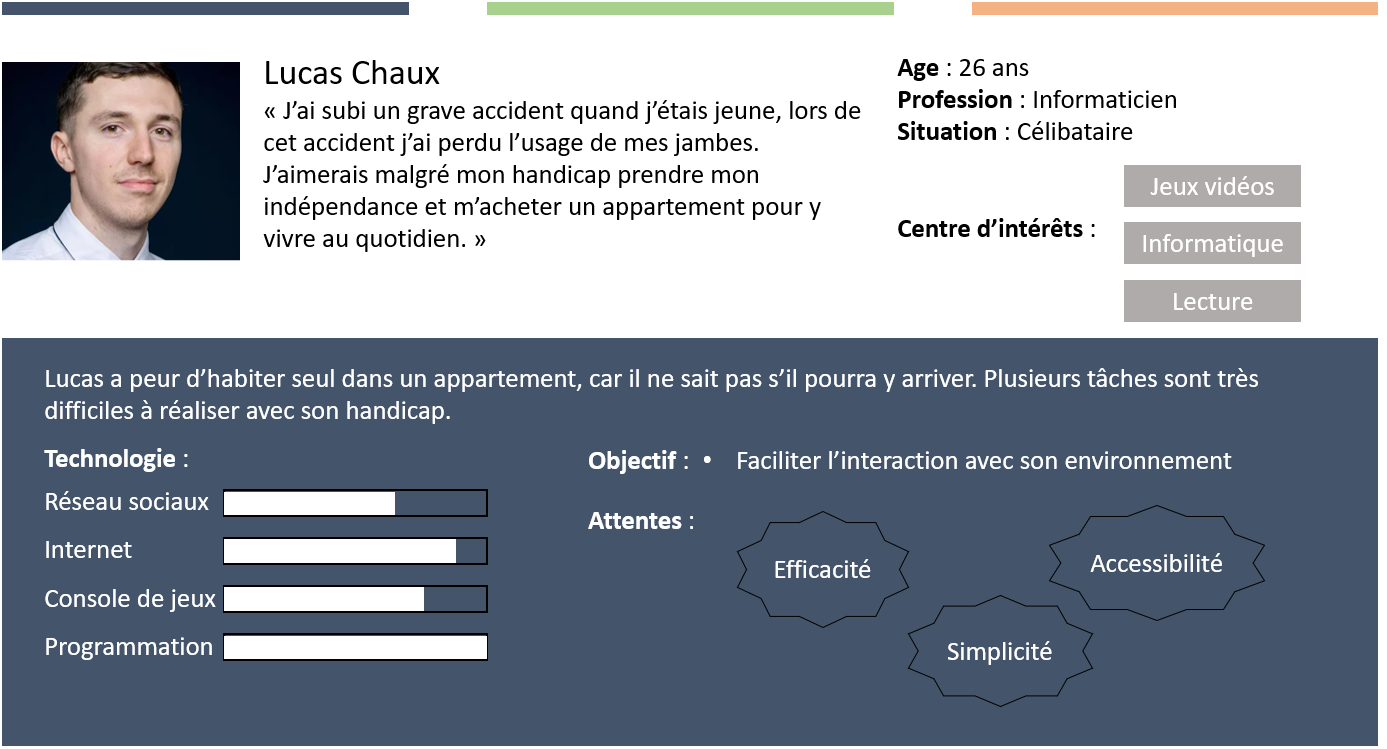 Lucas Chaux
« J’ai subi un grave accident quand j’étais jeune, lors de
cet accident j’ai perdu l’usage de mes jambes.
J’aimerais malgré mon handicap prendre mon
indépendance et m’acheter un appartement pour y
vivre au quotidien. »
Age : 26 ans
Profession : Informaticien
Situation : Célibataire
Centre d’intérêts :
Jeux vidéos
Informatique
Lecture
Lucas a peur d’habiter seul dans un appartement, car il ne sait pas s’il pourra y arriver. Plusieurs tâches sont très
difficiles à réaliser avec son handicap.
Technologie :
Réseau sociaux
Internet
Console de jeux
Programmation
Objectif : • Faciliter l’interaction avec son environnement
Attentes :
Efficacité
Accessibilité
Simplicité